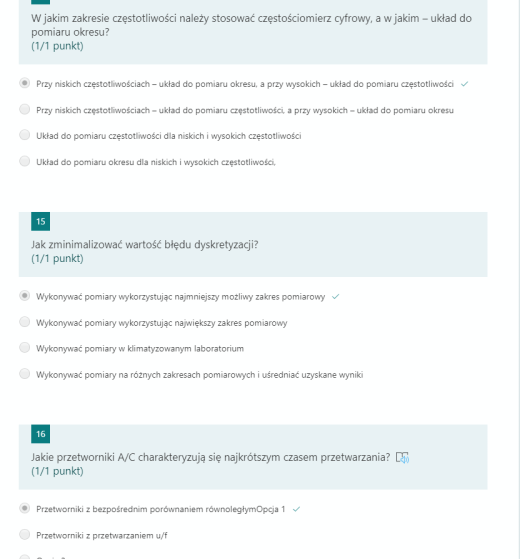 W jakim zakresie częstotliwości należy stosować częstościomierz cyfrowy, a w jakim – układ do
pomiaru okresu?
(1/1 punkt)
Przy niskich częstotliwościach – układ do pomiaru okresu, a przy wysokich – układ do pomiaru częstotliwości
Przy niskich częstotliwościach – układ do pomiaru częstotliwości, a przy wysokich – układ do pomiaru okresu
Układ do pomiaru częstotliwości dla niskich i wysokich częstotliwości
Układ do pomiaru okresu dla niskich i wysokich częstotliwości,
15
Jak zminimalizować wartość błędu dyskretyzacji?
(1/1 punkt)
Wykonywać pomiary wykorzystując najmniejszy możliwy zakres pomiarowy
Wykonywać pomiary wykorzystując największy zakres pomiarowy
Wykonywać pomiary w klimatyzowanym laboratorium
Wykonywać pomiary na różnych zakresach pomiarowych i uśredniać uzyskane wyniki
16
Jakie przetworniki A/C charakteryzują się najkrótszym czasem przetwarzania?
(1/1 punkt)
Przetworniki z bezpośrednim porównaniem równoległymOpcja 1
Przetworniki z przetwarzaniem u/f